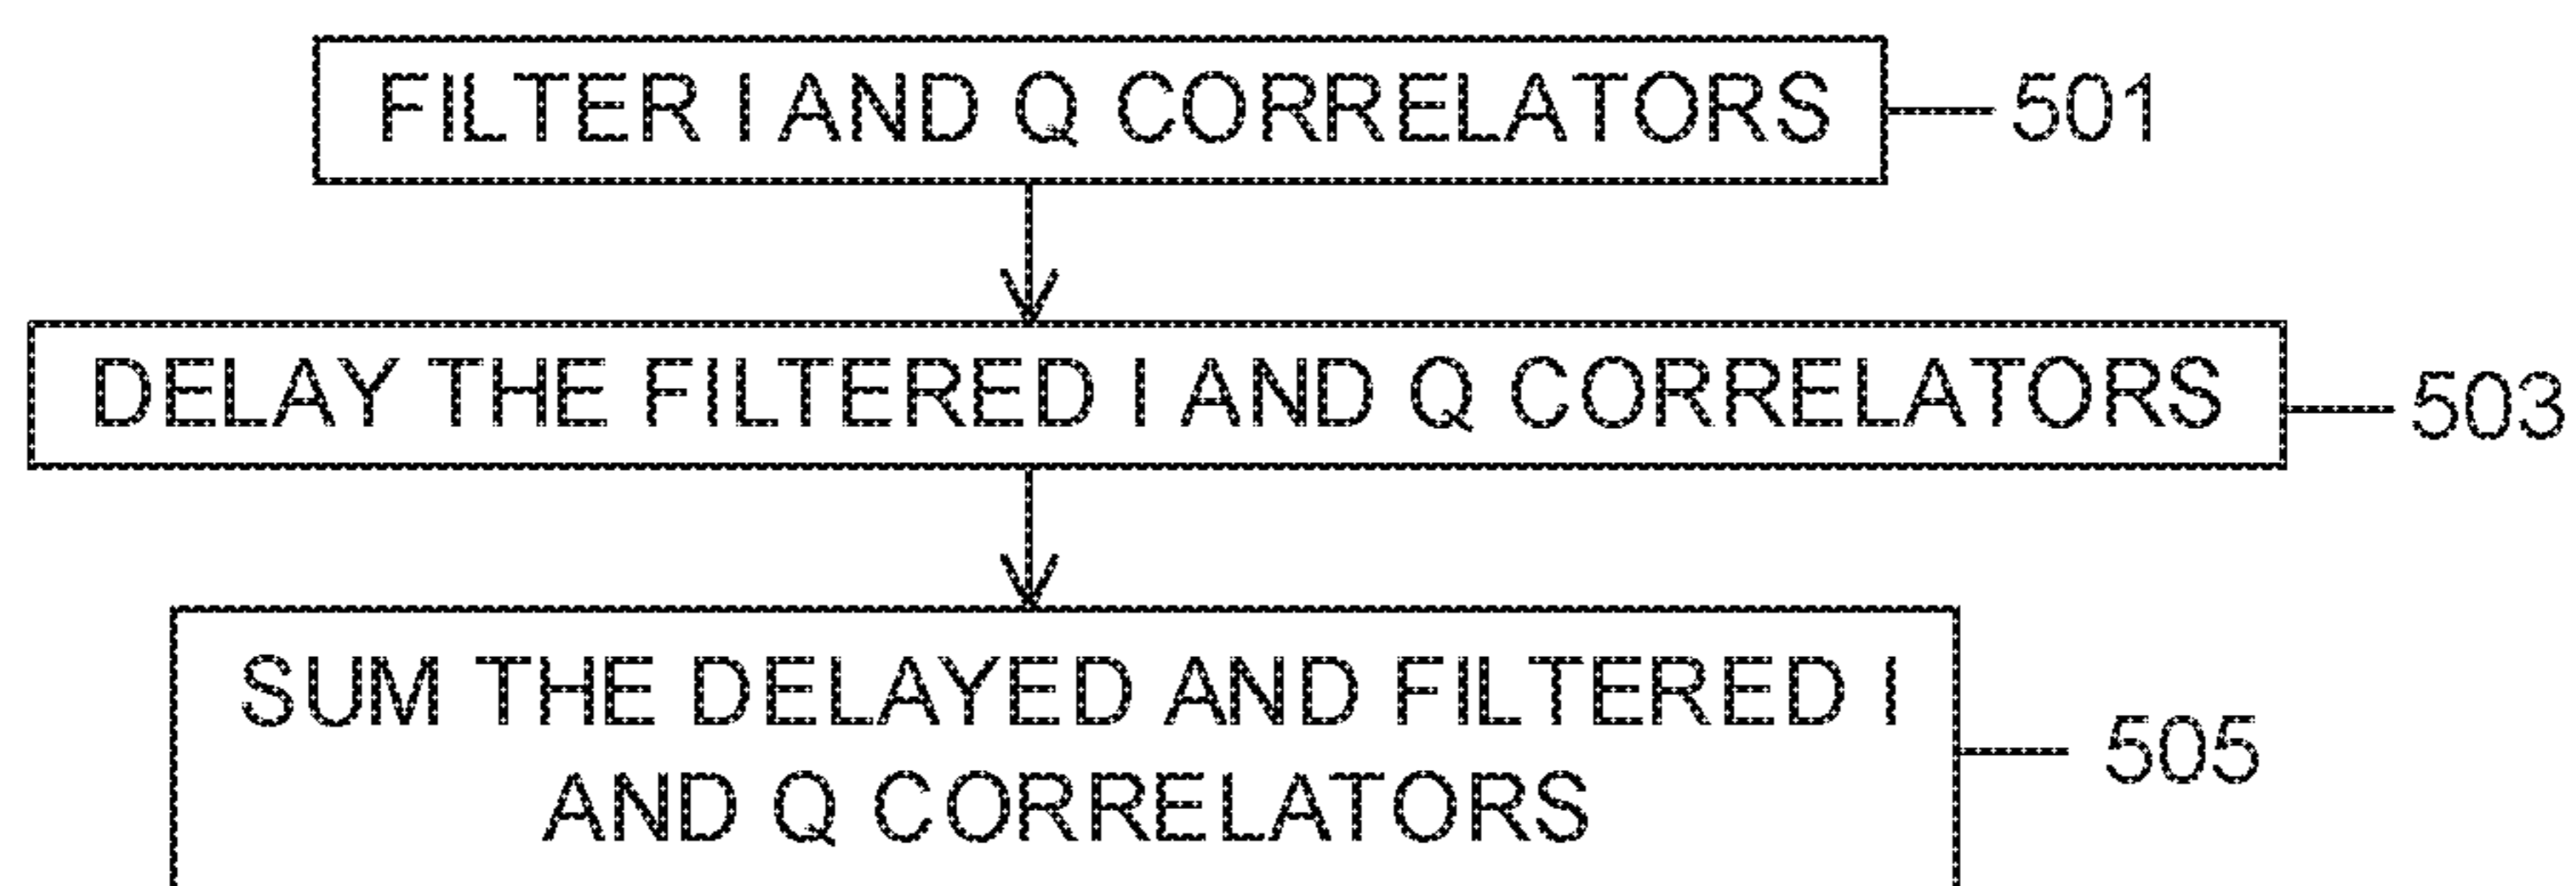 FILTER I AND Q CORRELATORS 501
DELAY THE FILTERED I AND Q CORRELATORS 503
SUM THE DELAYED AND FILTERED I
AND Q CORRELATORS
505